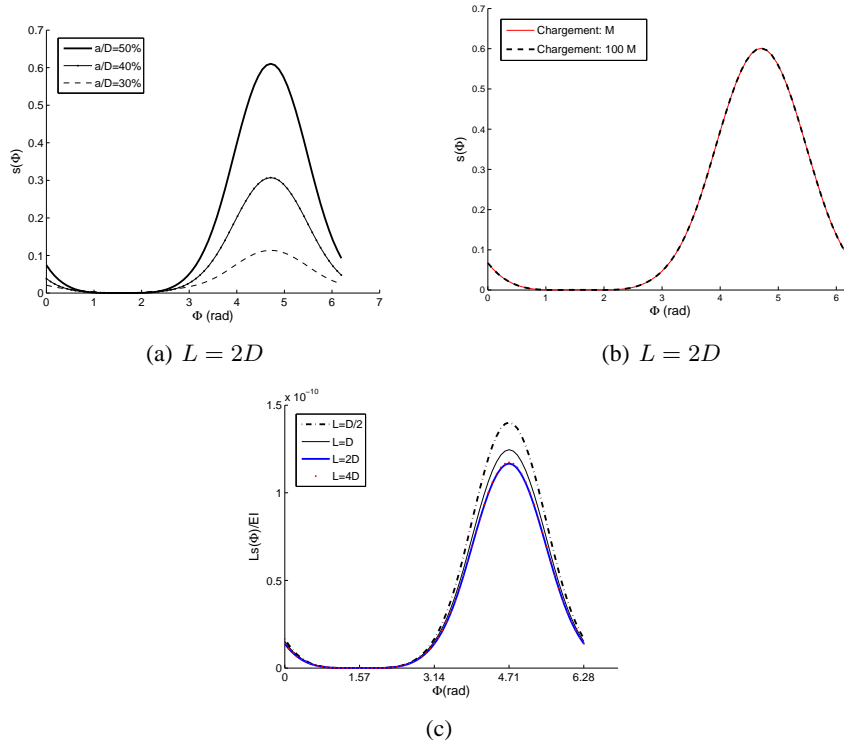 0.7
0.6
0.5
0.4
0.3
0.2
0.1
0
s(Φ)
a/D=50%
a/D=40%
a/D=30%
0 1 2 3 4 5 6 7
Φ (rad)
(a) L = 2D
0.7
0.6
0.5
0.4
0.3
0.2
0.1
0
s(Φ)
Chargement: M
Chargement: 100 M
0 1 2 3 4 5 6
Φ (rad)
(b) L = 2D
x 10⁻¹⁰
1.5
1
0.5
0
Ls(Φ)/EI
L=D/2
L=D
L=2D
L=4D
0 1.57 3.14 4.71 6.28
Φ(rad)
(c)